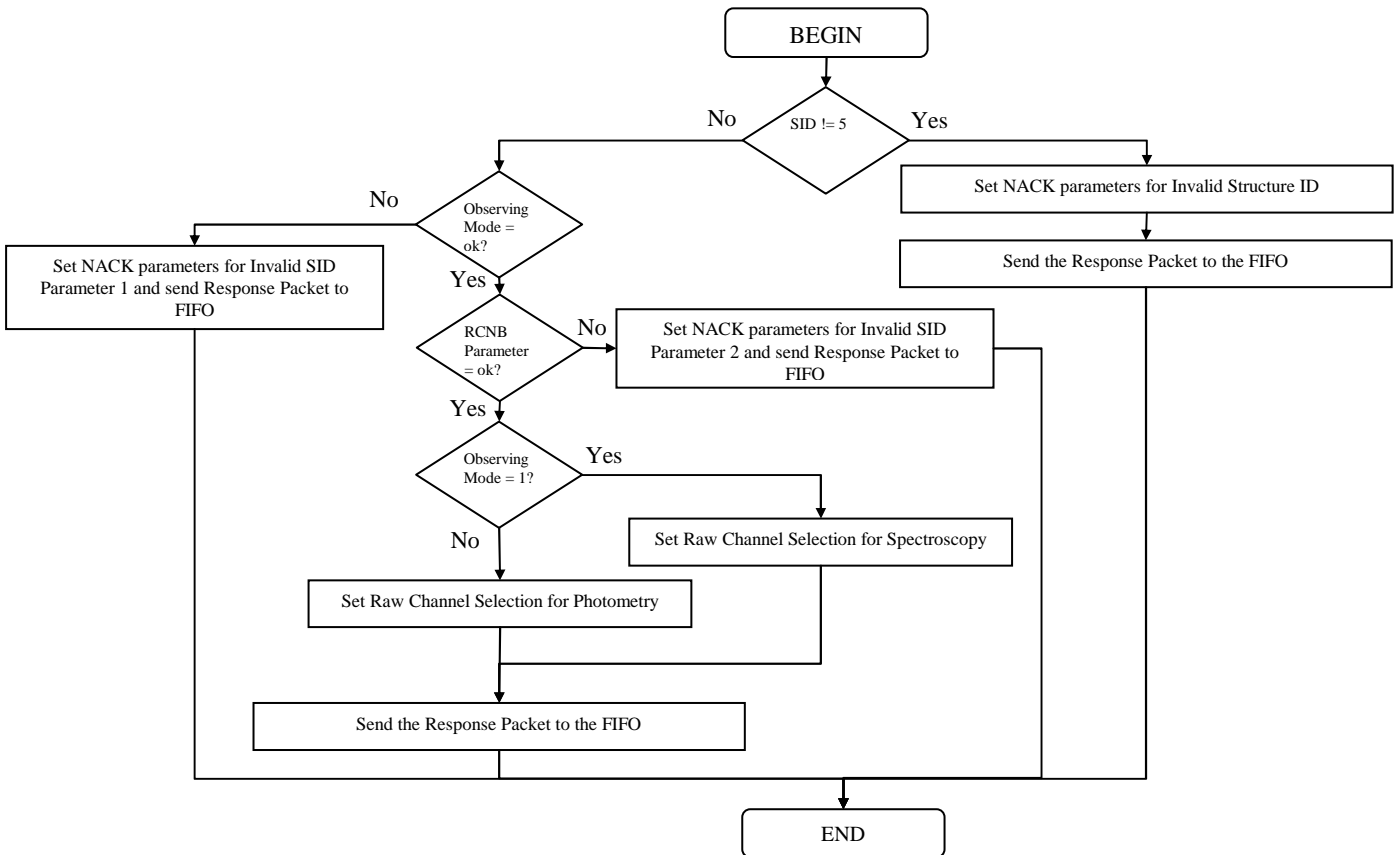 BEGIN
SID != 5
No
Yes
Set NACK parameters for Invalid Structure ID
Send the Response Packet to the FIFO
Observing
Mode =
ok?
No
Set NACK parameters for Invalid SID
Parameter 1 and send Response Packet to
FIFO
Yes
RCNB
Parameter
= ok?
No
Set NACK parameters for Invalid SID
Parameter 2 and send Response Packet to
FIFO
Yes
Observing
Mode = 1?
Yes
Set Raw Channel Selection for Spectroscopy
No
Set Raw Channel Selection for Photometry
Send the Response Packet to the FIFO
END